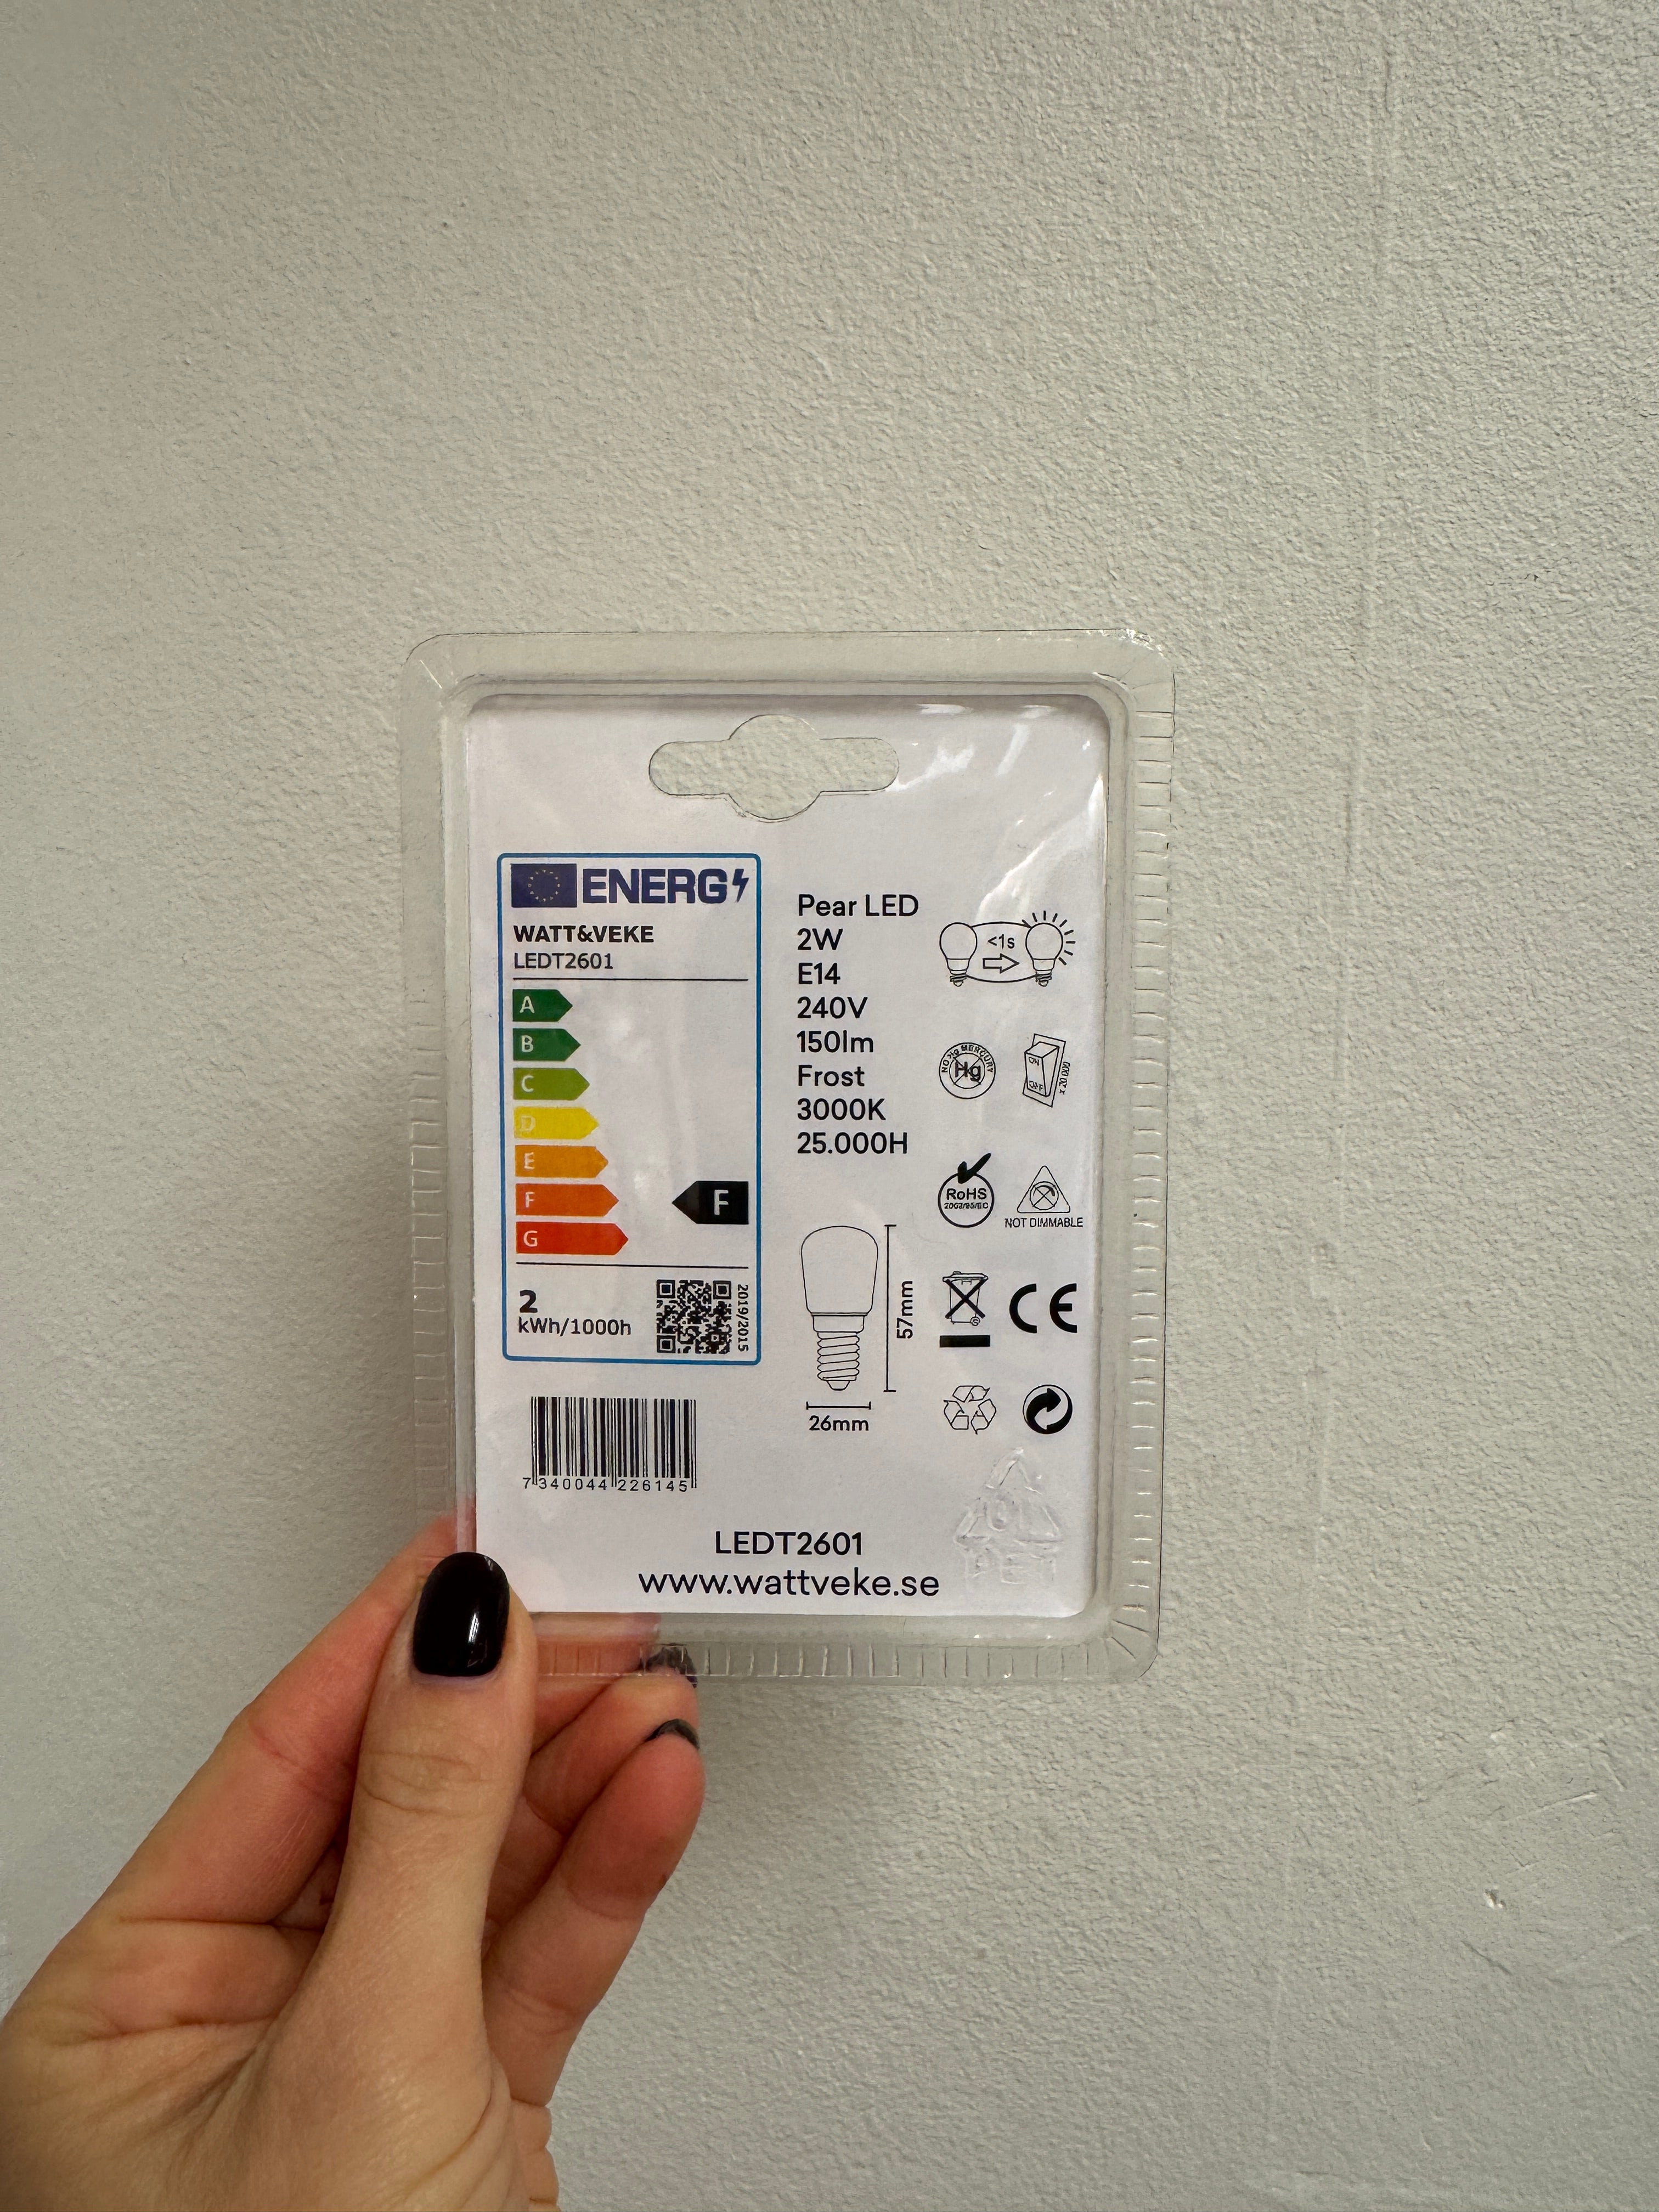 ENERG
WATT&VEKE
LEDT2601
A
B
C
D
E
F
G
F
2
kWh/1000h
2019/2015
Pear LED
2W
E14
240V
150lm
Frost
3000K
25.000H
<1s
NO Hg MERCURY
Hg
ON
OFF
x 20 000
RoHS
2002/95/EC
NOT DIMMABLE
57mm
26mm
CE
7 340044 226145
01
PET
LEDT2601
www.wattveke.se